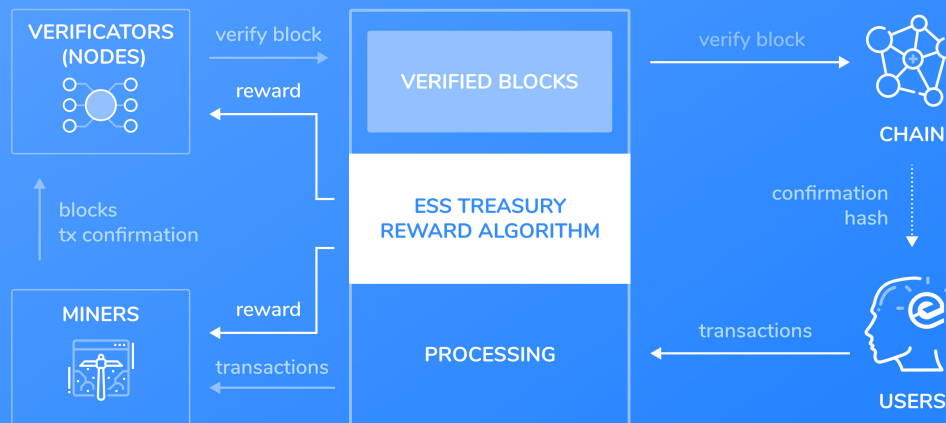 VERIFICATORS
(NODES)
verify block
reward
VERIFIED BLOCKS
verify block
CHAIN
blocks
tx confirmation
ESS TREASURY
REWARD ALGORITHM
confirmation
hash
MINERS
reward
transactions
PROCESSING
transactions
USERS